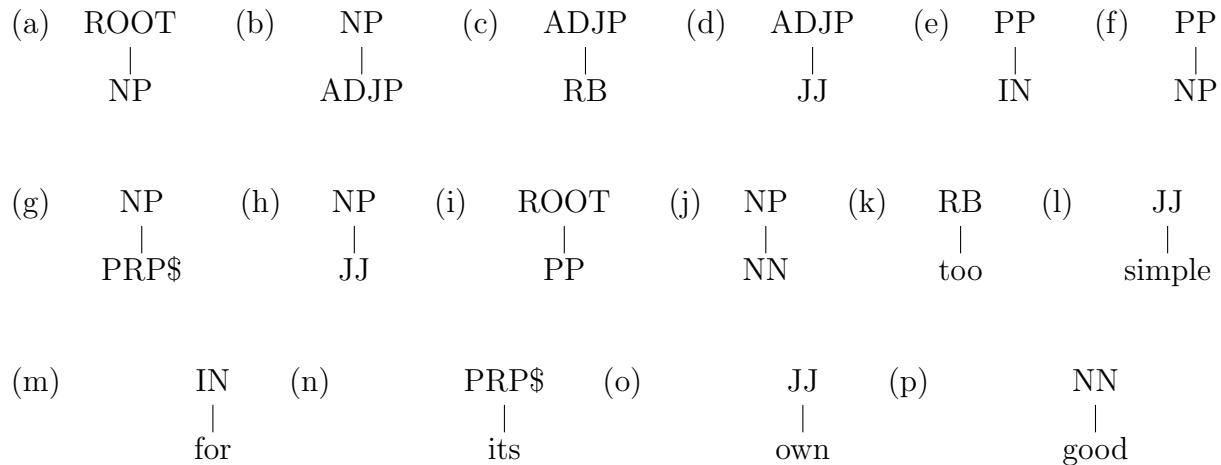 (a) ROOT (b) NP (c) ADJP (d) ADJP (e) PP (f) PP
NP ADJP RB JJ IN NP
(g) NP (h) NP (i) ROOT (j) NP (k) RB (l) JJ
PRP$ JJ PP NN too simple
(m) IN (n) PRP$ (o) JJ (p) NN
for its own good